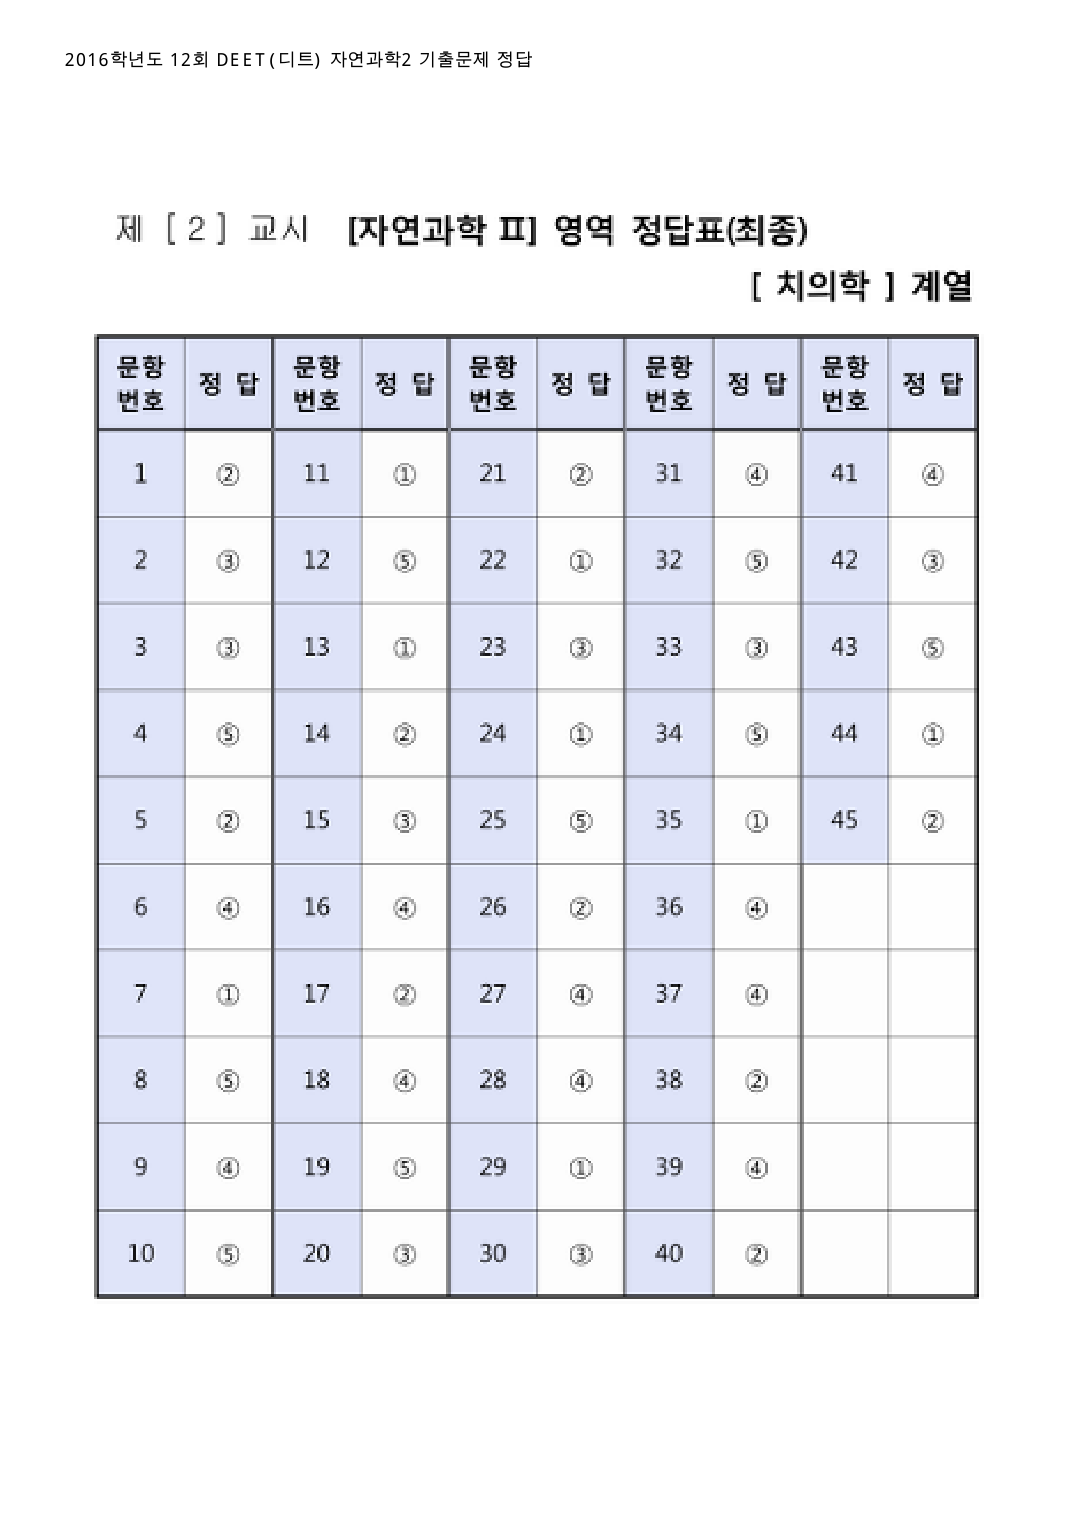 2016학년도 12회 DEET(디트) 자연과학2 기출문제 정답
제 [ 2 ] 교시 [자연과학 Ⅱ] 영역 정답표(최종)
[ 치의학 ] 계열
문항번호 정 답 문항번호 정 답 문항번호 정 답 문항번호 정 답 문항번호 정 답
1 ② 11 ① 21 ② 31 ④ 41 ④
2 ③ 12 ⑤ 22 ① 32 ⑤ 42 ③
3 ③ 13 ① 23 ③ 33 ③ 43 ⑤
4 ⑤ 14 ② 24 ① 34 ⑤ 44 ①
5 ② 15 ③ 25 ⑤ 35 ① 45 ②
6 ④ 16 ④ 26 ② 36 ④
7 ① 17 ② 27 ④ 37 ④
8 ⑤ 18 ④ 28 ④ 38 ②
9 ④ 19 ⑤ 29 ① 39 ④
10 ⑤ 20 ③ 30 ③ 40 ②